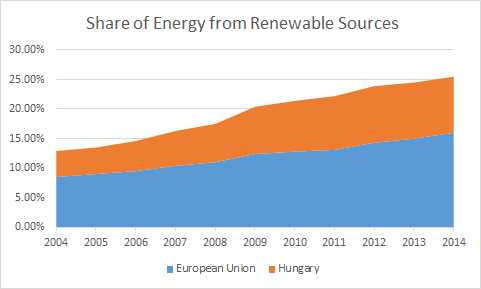 Share of Energy from Renewable Sources
30.00%
25.00%
20.00%
15.00%
10.00%
5.00%
0.00%
2004 2005 2006 2007 2008 2009 2010 2011 2012 2013 2014
European Union Hungary